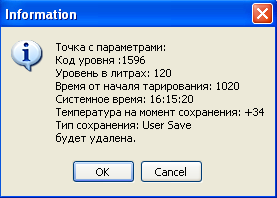 Information
Точка с параметрами:
Код уровня :1596
Уровень в литрах: 120
Время от начала тарирования: 1020
Системное время: 16:15:20
Температура на момент сохранения: +34
Тип сохранения: User Save
будет удалена.
OK Cancel